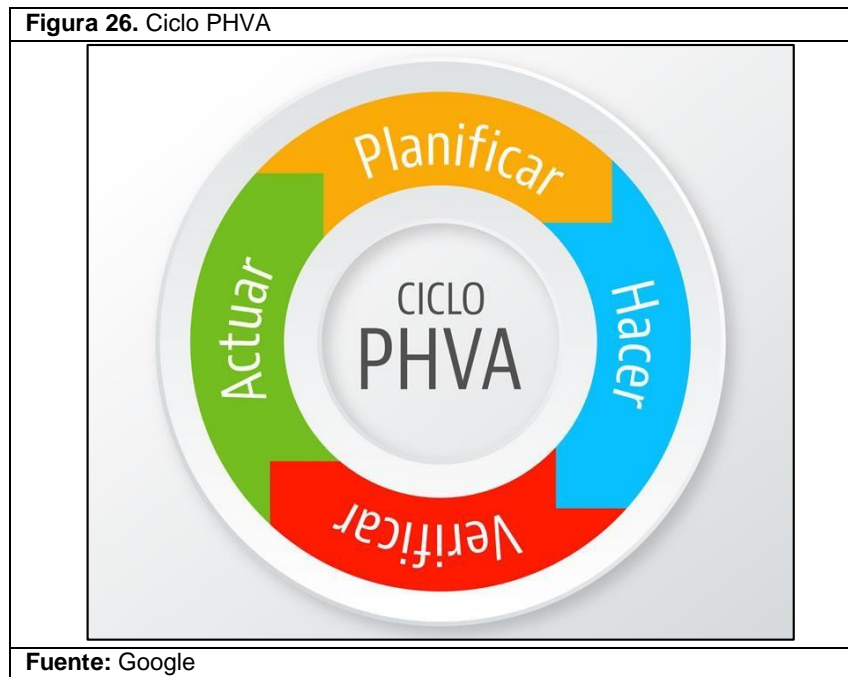 Figura 26. Ciclo PHVA
Planificar
Hacer
Verificar
Actuar
CICLO
PHVA
Fuente: Google